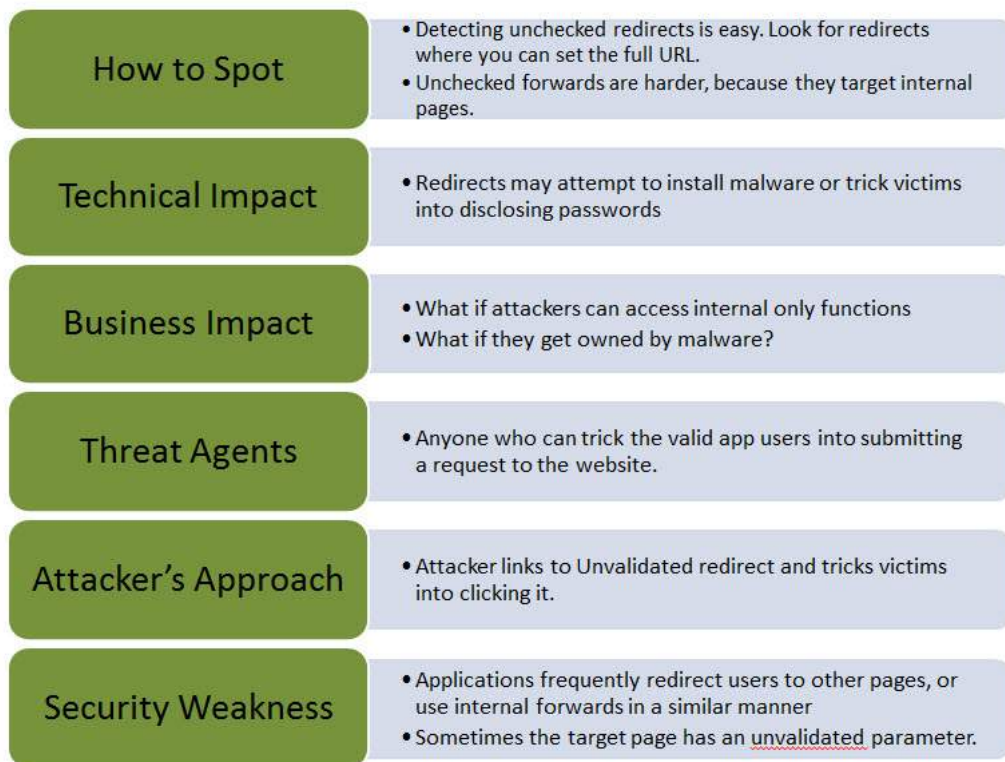 How to Spot
• Detecting unchecked redirects is easy. Look for redirects
where you can set the full URL.
• Unchecked forwards are harder, because they target internal
pages.
Technical Impact
• Redirects may attempt to install malware or trick victims
into disclosing passwords
Business Impact
• What if attackers can access internal only functions
• What if they get owned by malware?
Threat Agents
• Anyone who can trick the valid app users into submitting
a request to the website.
Attacker's Approach
• Attacker links to Unvalidated redirect and tricks victims
into clicking it.
Security Weakness
• Applications frequently redirect users to other pages, or
use internal forwards in a similar manner
• Sometimes the target page has an unvalidated parameter.